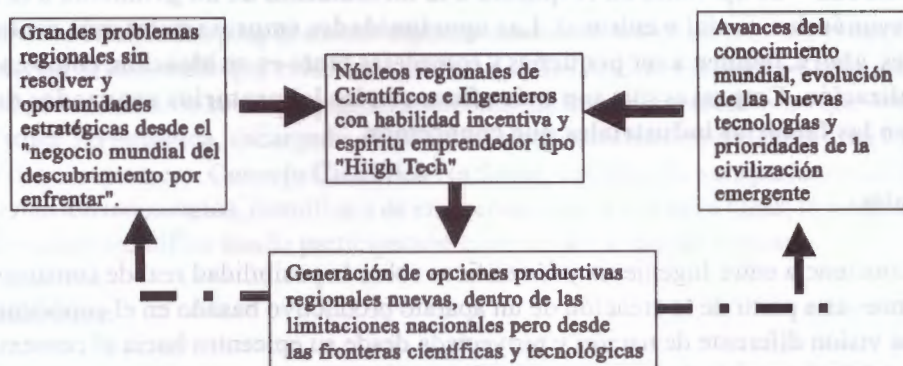 Grandes problemas
regionales sin
resolver y
oportunidades
estratégicas desde el
"negocio mundial del
descubrimiento por
enfrentar".
Núcleos regionales de
Científicos e Ingenieros
con habilidad incentiva y
espíritu emprendedor tipo
"Hiigh Tech"
Avances del
conocimiento
mundial, evolución
de las Nuevas
tecnologías y
prioridades de la
civilización
emergente
Generación de opciones productivas
regionales nuevas, dentro de las
limitaciones nacionales pero desde
las fronteras científicas y tecnológicas